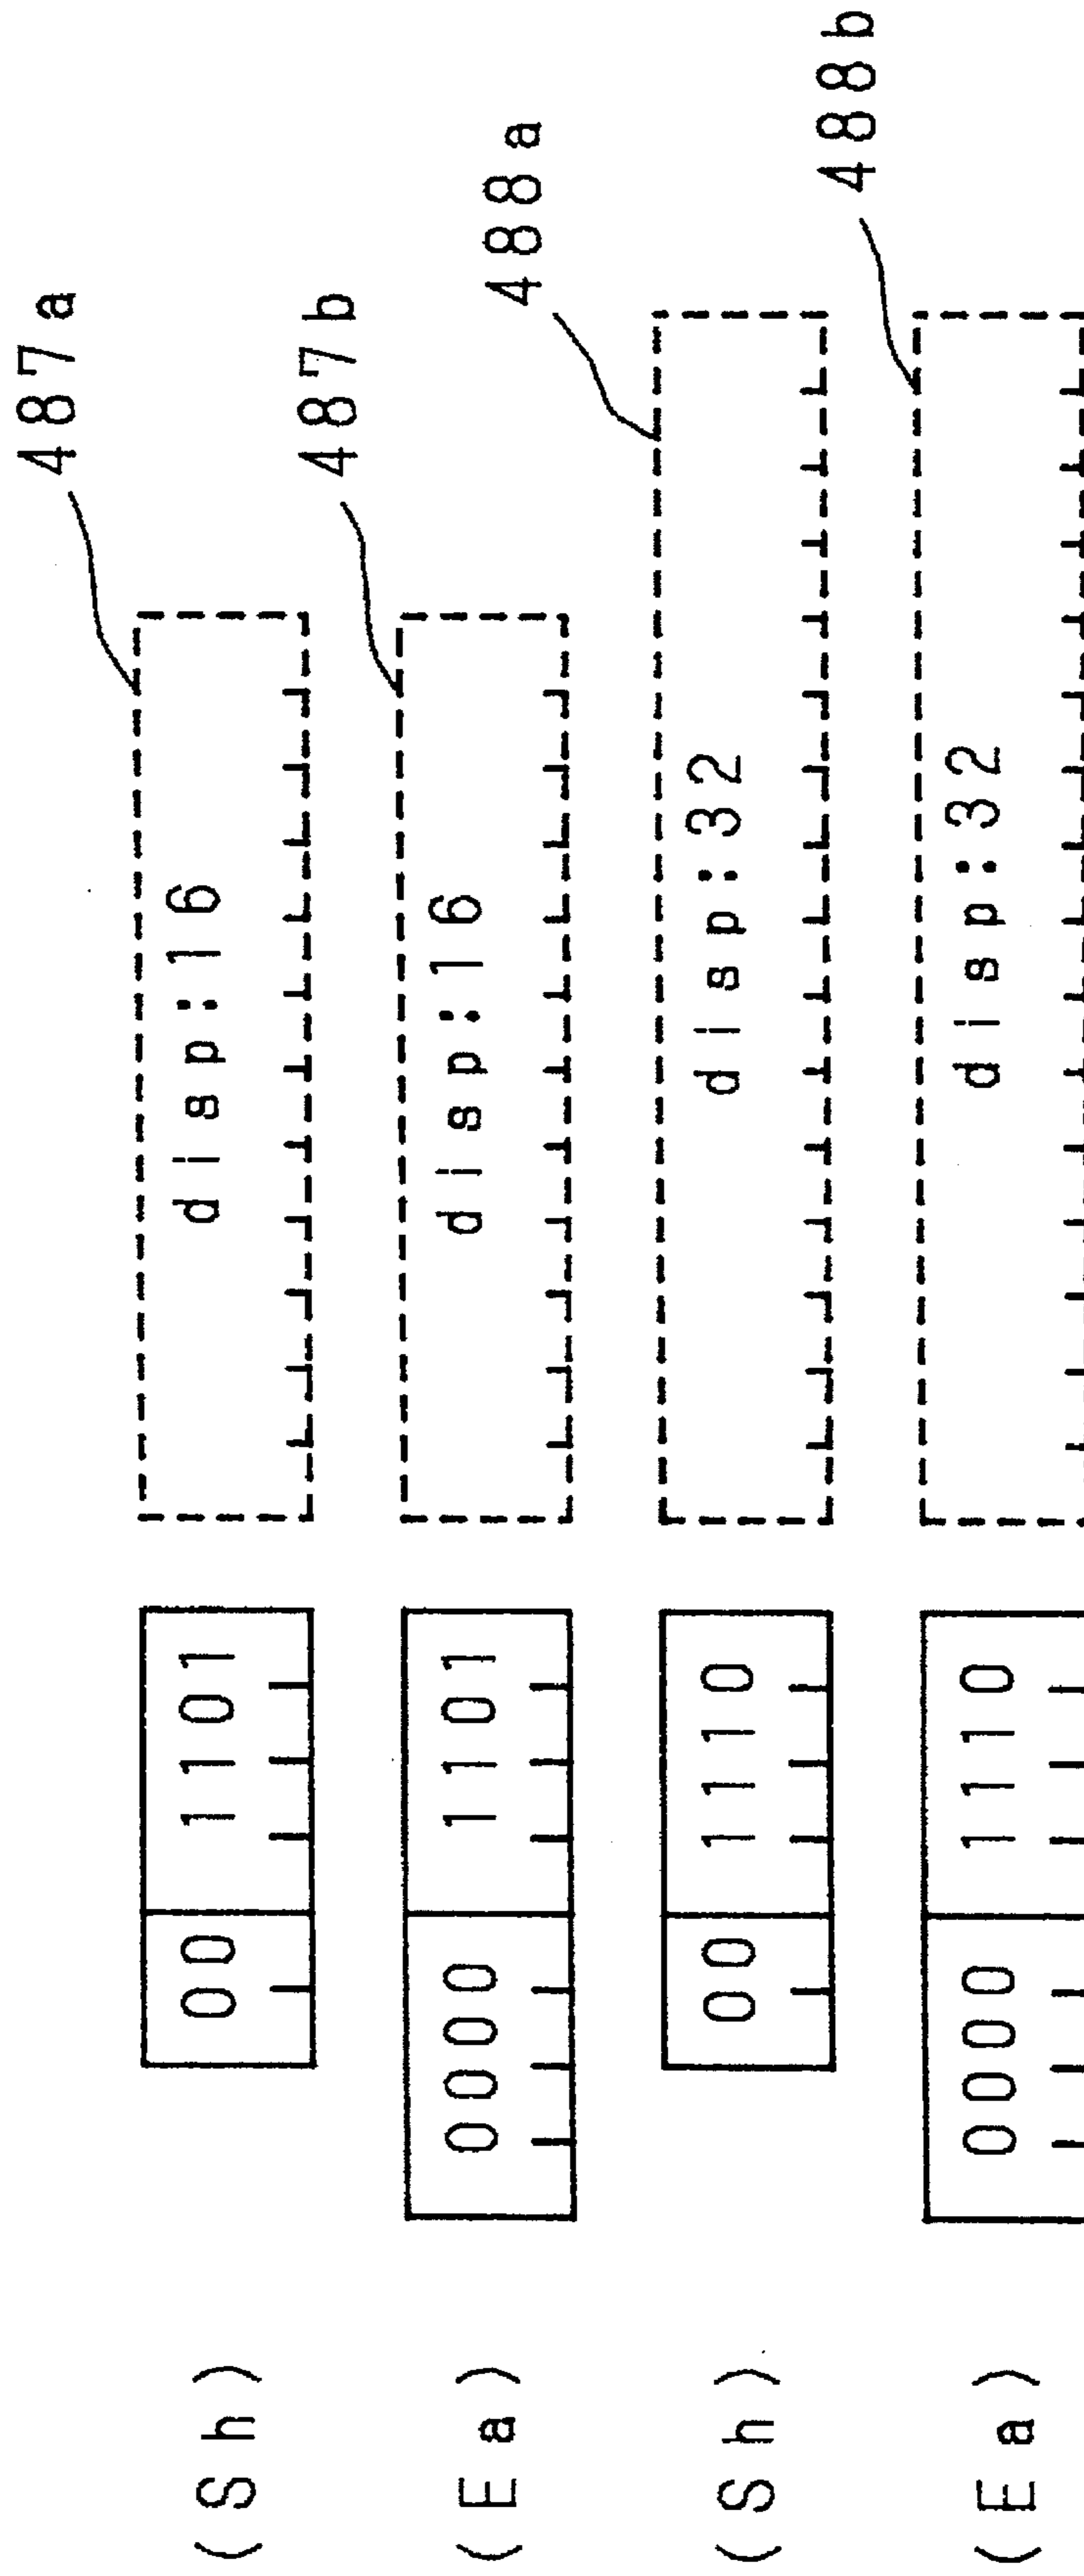 487a
(Sh) 00 1101 disp:16
487b
(Ea) 0000 1101 disp:16
488a
(Sh) 00 1110 disp:32
488b
(Ea) 0000 1110 disp:32